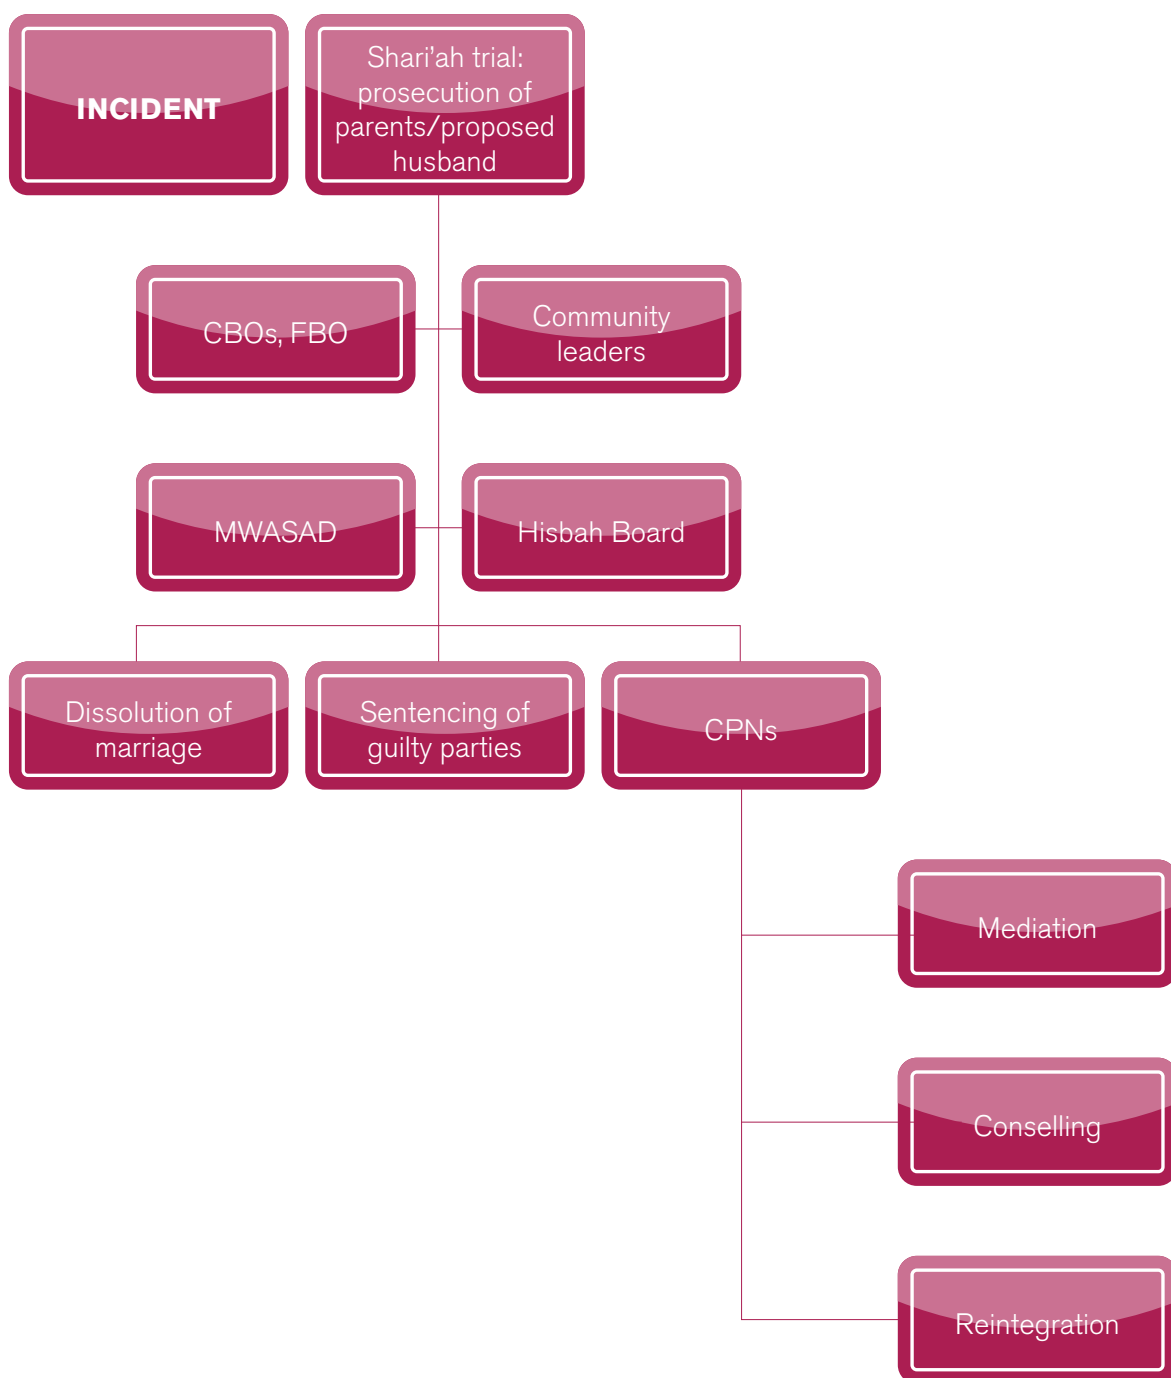 INCIDENT
Shari’ah trial:
prosecution of
parents/proposed
husband
CBOs, FBO
Community
leaders
MWASAD
Hisbah Board
Dissolution of
marriage
Sentencing of
guilty parties
CPNs
Mediation
Conselling
Reintegration